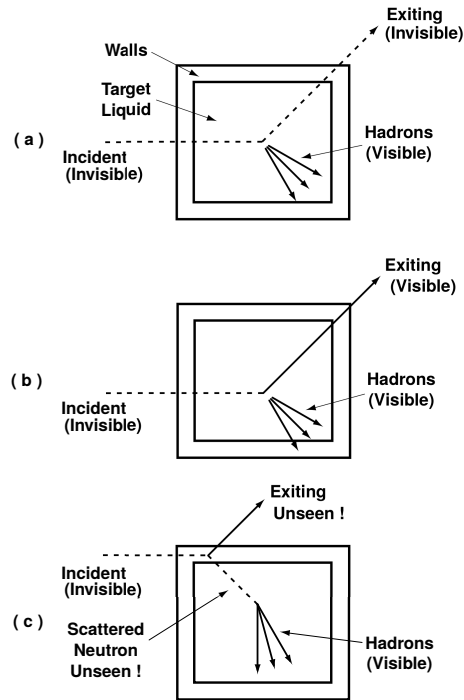 Exiting
(Invisible)
Walls
Target
Liquid
( a )
Incident
(Invisible)
Hadrons
(Visible)
Exiting
(Visible)
( b )
Incident
(Invisible)
Hadrons
(Visible)
Exiting
Unseen !
Incident
(Invisible)
( c )
Scattered
Neutron
Unseen !
Hadrons
(Visible)